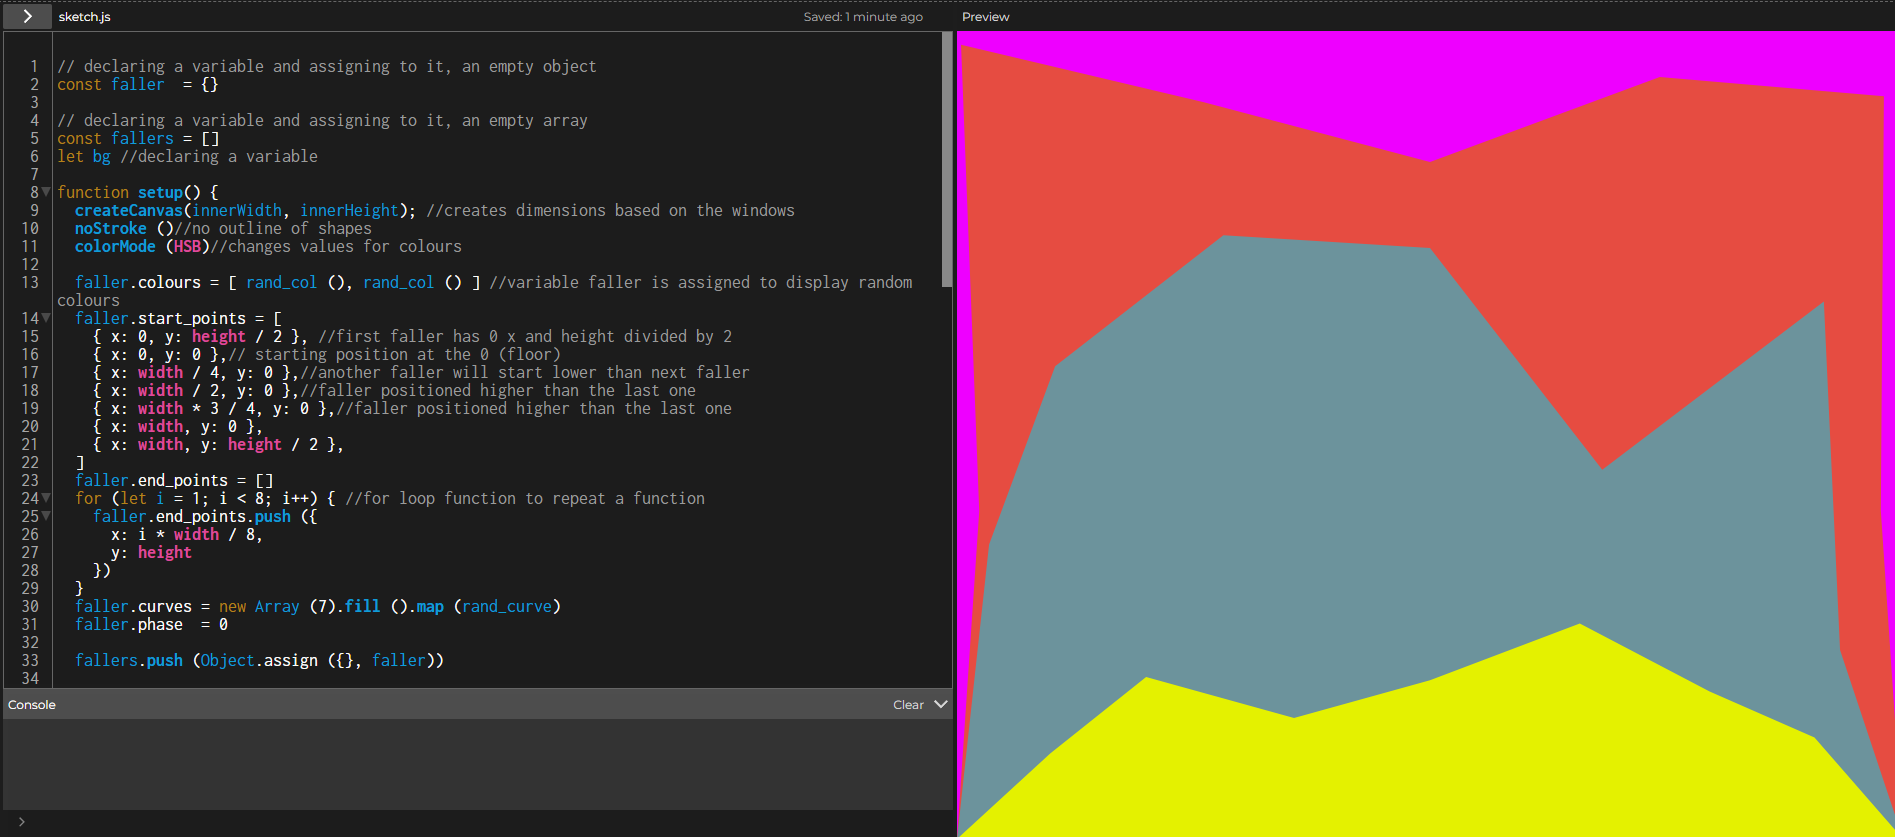 sketch.js
Saved: 1 minute ago
Preview
1 // declaring a variable and assigning to it, an empty object
2 const faller  = {}
3
4 // declaring a variable and assigning to it, an empty array
5 const fallers = []
6 let bg //declaring a variable
7
8 function setup() {
9   createCanvas(innerWidth, innerHeight); //creates dimensions based on the windows
10   noStroke ()//no outline of shapes
11   colorMode (HSB)//changes values for colours
12
13   faller.colours = [ rand_col (), rand_col () ] //variable faller is assigned to display random
colours
14   faller.start_points = [
15     { x: 0, y: height / 2 }, //first faller has 0 x and height divided by 2
16     { x: 0, y: 0 },// starting position at the 0 (floor)
17     { x: width / 4, y: 0 },//another faller will start lower than next faller
18     { x: width / 2, y: 0 },//faller positioned higher than the last one
19     { x: width * 3 / 4, y: 0 },//faller positioned higher than the last one
20     { x: width, y: 0 },
21     { x: width, y: height / 2 },
22   ]
23   faller.end_points = []
24   for (let i = 1; i < 8; i++) { //for loop function to repeat a function
25     faller.end_points.push ({
26       x: i * width / 8,
27       y: height
28     })
29   }
30   faller.curves = new Array (7).fill ().map (rand_curve)
31   faller.phase  = 0
32
33   fallers.push (Object.assign ({}, faller))
34
Console
Clear